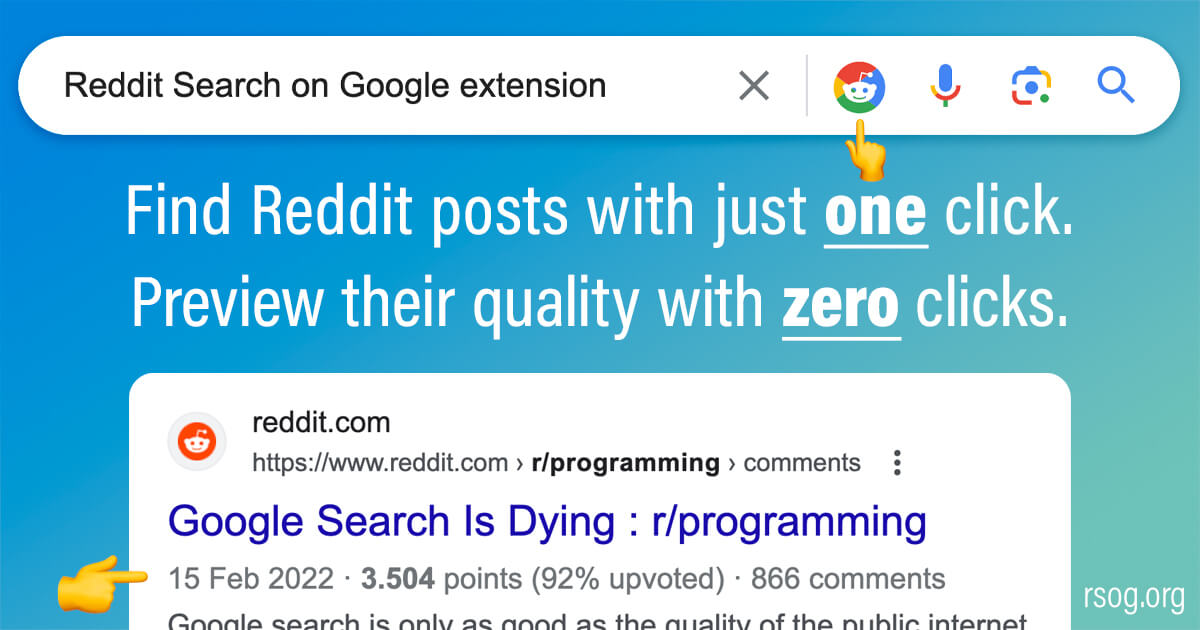 Reddit Search on Google extension
Find Reddit posts with just one click.
Preview their quality with zero clicks.
reddit.com
https://www.reddit.com › r/programming › comments
Google Search Is Dying : r/programming
15 Feb 2022 · 3.504 points (92% upvoted) · 866 comments
Google search is only as good as the quality of the public internet
rsog.org